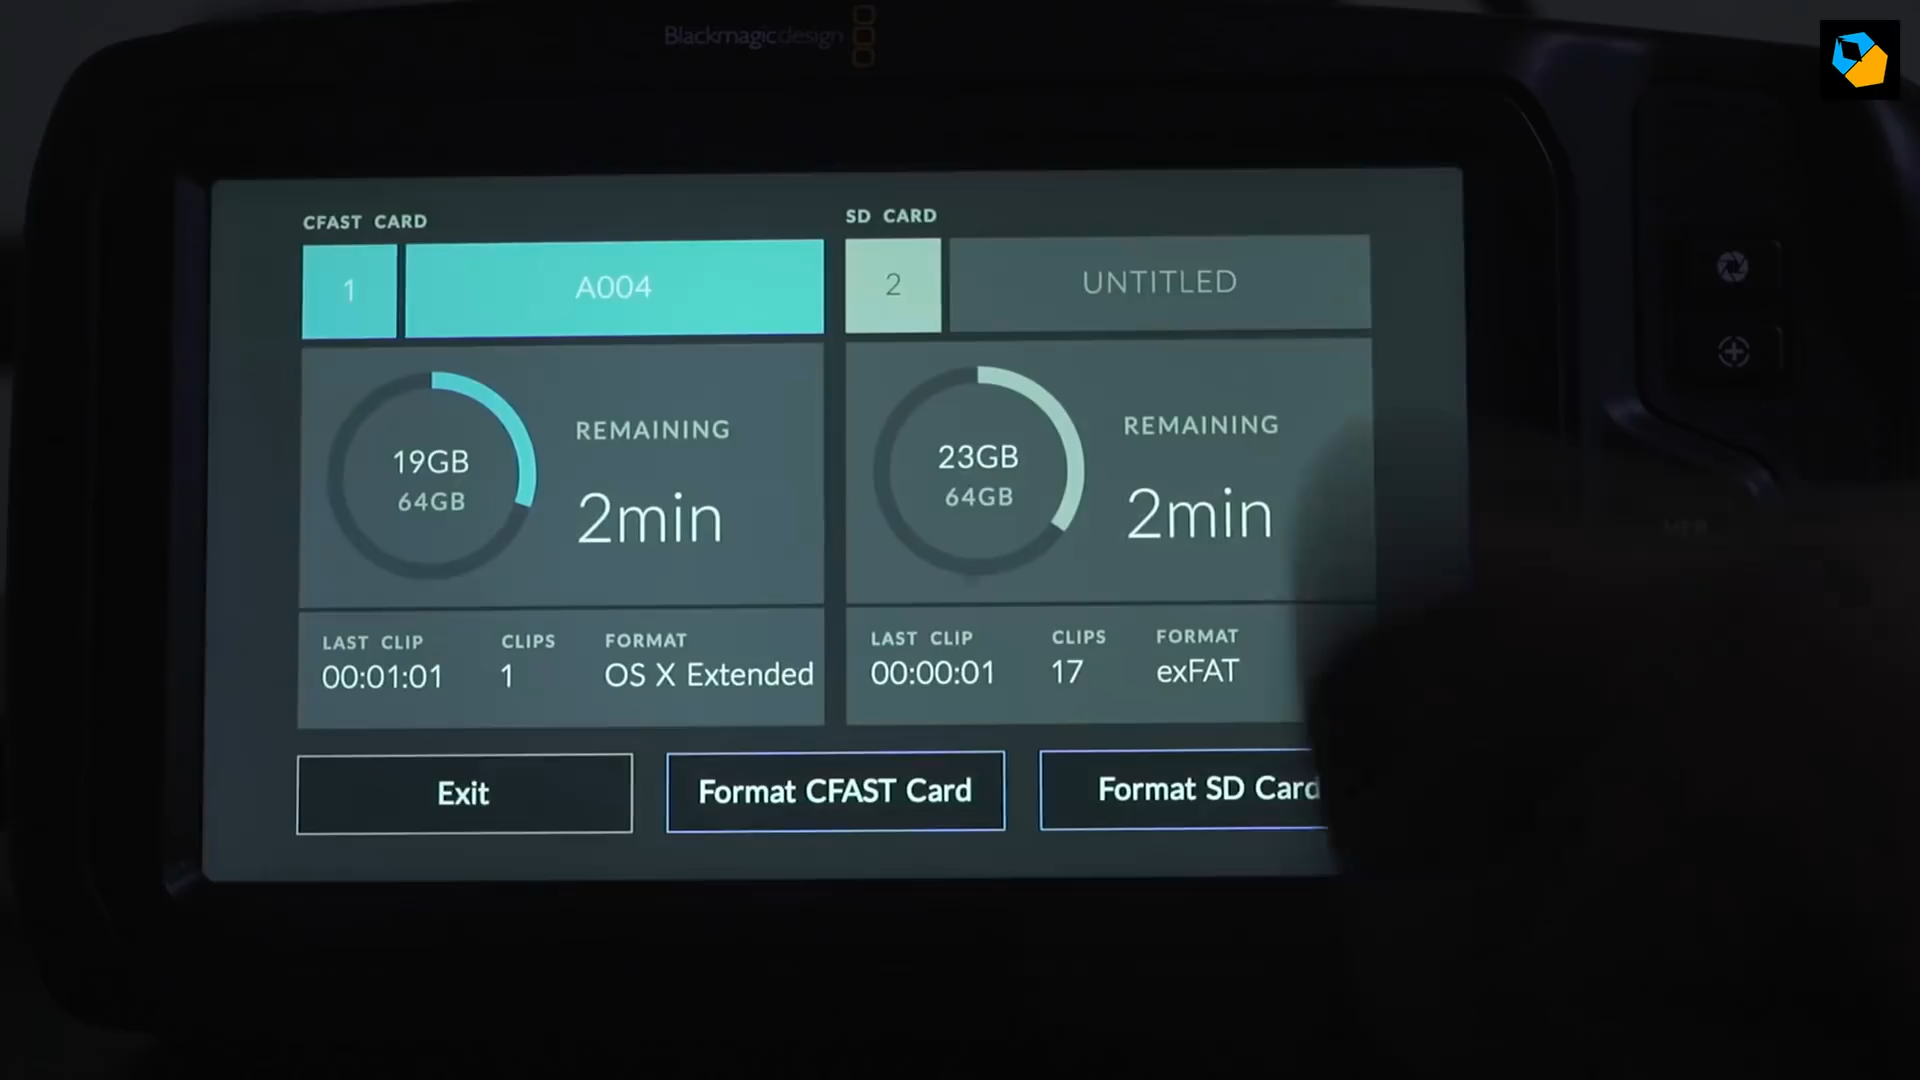 Blackmagicdesign
CFAST CARD
1
A004
19GB
64GB
REMAINING
2min
LAST CLIP
00:01:01
CLIPS
1
FORMAT
OS X Extended
SD CARD
2
UNTITLED
23GB
64GB
REMAINING
2min
LAST CLIP
00:00:01
CLIPS
17
FORMAT
exFAT
Exit
Format CFAST Card
Format SD Card